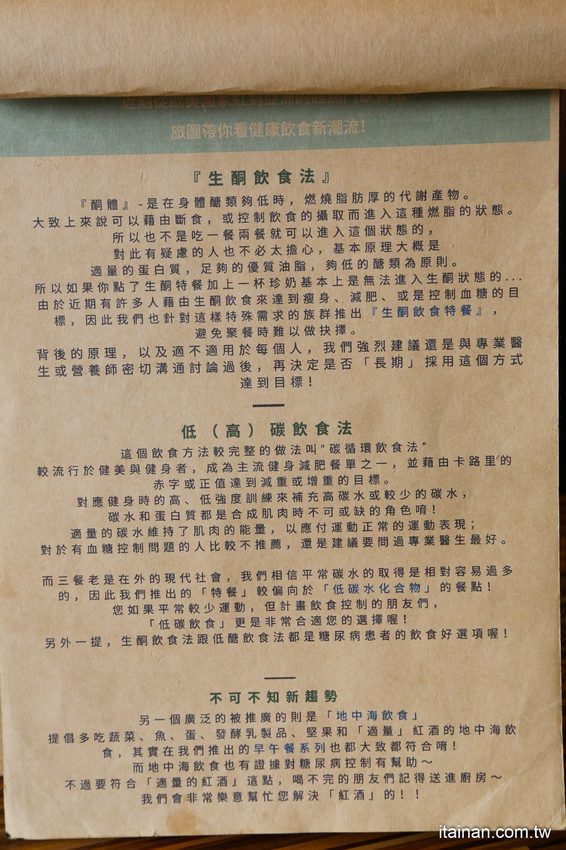 旅圖帶你看健康飲食新潮流!
『生酮飲食法』
『酮體』-是在身體醣類夠低時，燃燒脂肪厚的代謝產物。
大致上來說可以藉由斷食，或控制飲食的攝取而進入這種燃脂的狀態。
所以也不是吃一餐兩餐就可以進入這個狀態的，
對此有疑慮的人也不必太擔心，基本原理大概是
適量的蛋白質，足夠的優質油脂，夠低的醣類為原則。
所以如果你點了生酮特餐加上一杯珍奶基本上是無法進入生酮狀態的...
由於近期有許多人藉由生酮飲食來達到瘦身、減肥、或是控制血糖的目
標，因此我們也針對這樣特殊需求的族群推出『生酮飲食特餐』，
避免聚餐時難以做抉擇。
背後的原理，以及適不適用於每個人，我們強烈建議還是與專業醫
生或營養師密切溝通討論過後，再決定是否「長期」採用這個方式
達到目標!
低（高）碳飲食法
這個飲食方法較完整的做法叫"碳循環飲食法"
較流行於健美與健身者，成為主流健身減肥餐單之一，並藉由卡路里的
赤字或正值達到減重或增重的目標。
對應健身時的高、低強度訓練來補充高碳水或較少的碳水，
碳水和蛋白質都是合成肌肉時不可或缺的角色唷!
適量的碳水維持了肌肉的能量，以應付運動正常的運動表現；
對於有血糖控制問題的人比較不推薦，還是建議要問過專業醫生最好。
而三餐老是在外的現代社會，我們相信平常碳水的取得是相對容易過多
的，因此我們推出的「特餐」較偏向於「低碳水化合物」的餐點!
您如果平常較少運動，但計畫飲食控制的朋友們，
「低碳飲食」更是非常合適您的選擇喔!
另外一提，生酮飲食法跟低醣飲食法都是糖尿病患者的飲食好選項喔!
不可不知新趨勢
另一個廣泛的被推廣的則是「地中海飲食」
提倡多吃蔬菜、魚、蛋、發酵乳製品、堅果和「適量」紅酒的地中海飲
食，其實在我們推出的早午餐系列也都大致都符合唷!
而地中海飲食也有證據對糖尿病控制有幫助～
不過要符合「適量的紅酒」這點，喝不完的朋友們記得送進廚房～
我們會非常樂意幫忙您解決「紅酒」的!!
itainan.com.tw